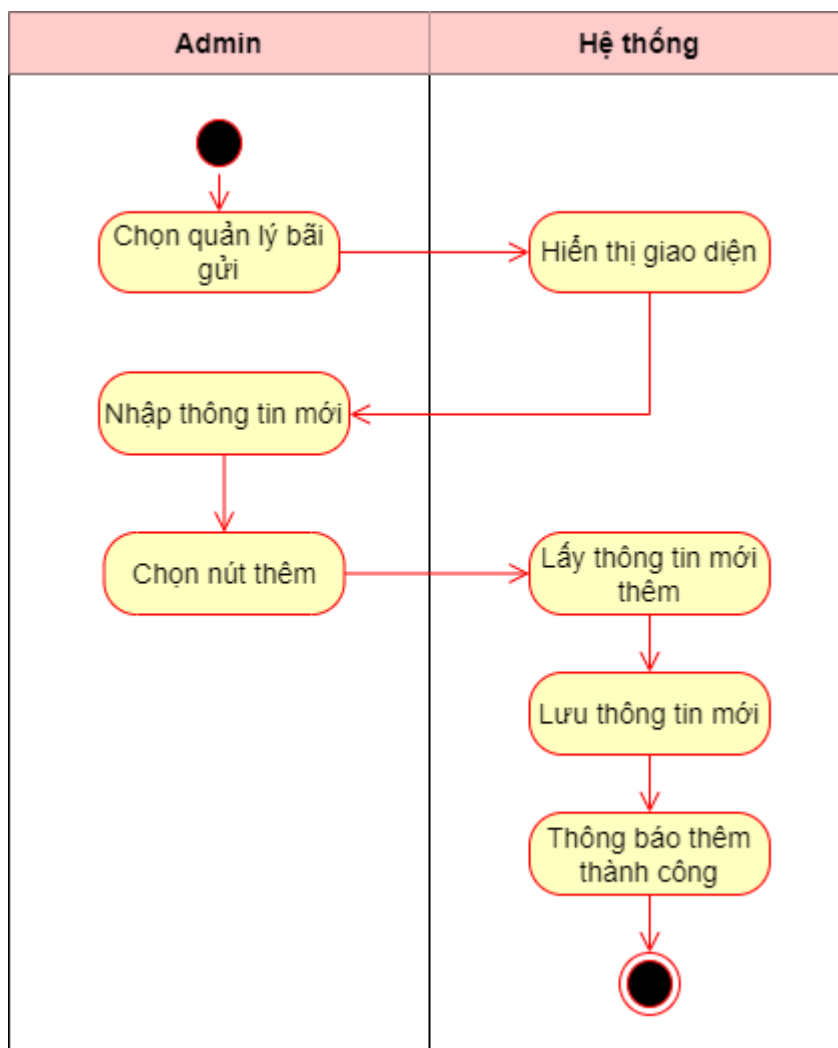 Admin
Hệ thống
Chọn quản lý bãi
gửi
Hiển thị giao diện
Nhập thông tin mới
Chọn nút thêm
Lấy thông tin mới
thêm
Lưu thông tin mới
Thông báo thêm
thành công